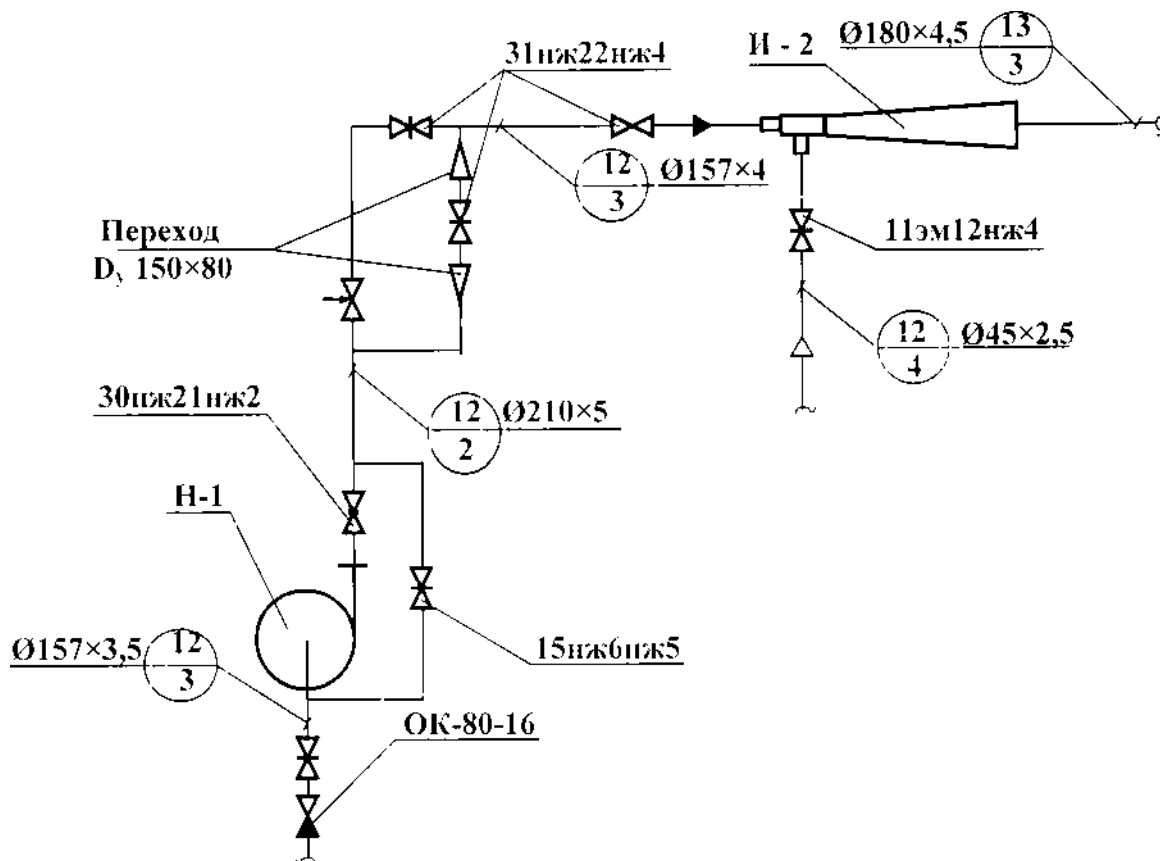 31нж22нж4
И - 2
Ø180×4,5
13
3
12
3
Ø157×4
Переход
Dу 150×80
11эм12нж4
12
4
Ø45×2,5
30нж21нж2
12
2
Ø210×5
Н-1
Ø157×3,5
12
3
15нж6нж5
ОК-80-16